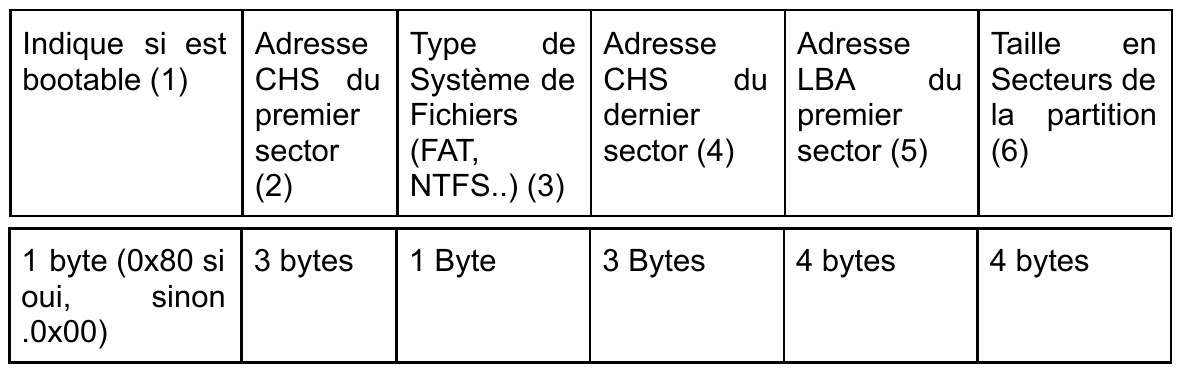 Indique si est
bootable (1)
Adresse
CHS du
premier
sector
(2)
Type de
Système de
Fichiers
(FAT,
NTFS..) (3)
Adresse
CHS du
dernier
sector (4)
Adresse
LBA du
premier
sector (5)
Taille en
Secteurs de
la partition
(6)
1 byte (0x80 si
oui, sinon
.0x00)
3 bytes
1 Byte
3 Bytes
4 bytes
4 bytes